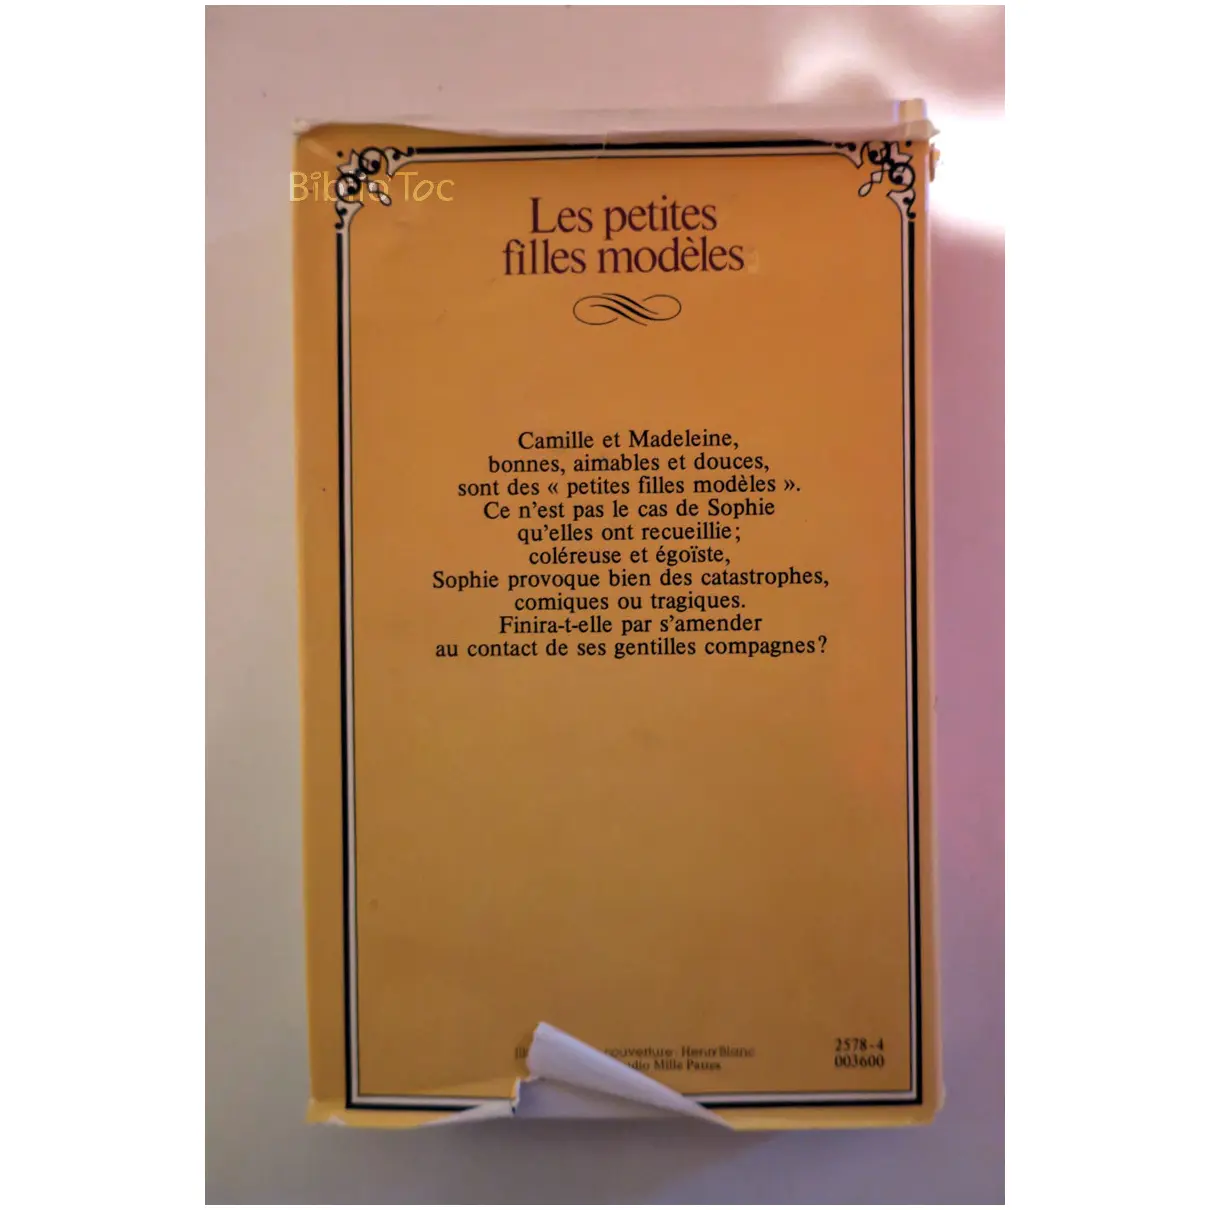 Biblio Toc
Les petites
filles modèles
Camille et Madeleine,
bonnes, aimables et douces,
sont des « petites filles modèles ».
Ce n'est pas le cas de Sophie
qu'elles ont recueillie;
coléreuse et égoïste,
Sophie provoque bien des catastrophes,
comiques ou tragiques.
Finira-t-elle par s'amender
au contact de ses gentilles compagnes?
couverture : Henry Blanc
Mille Pattes
2578-4
003600